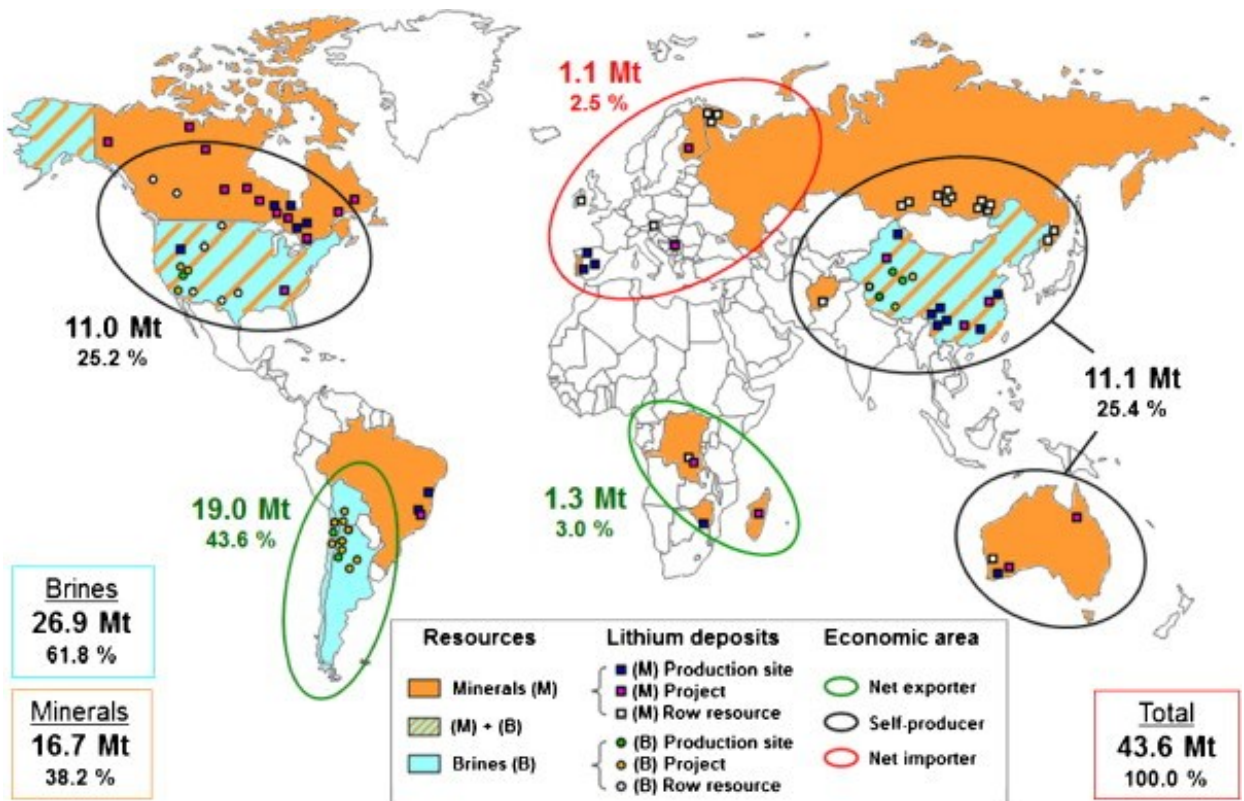 1.1 Mt
2.5 %
11.0 Mt
25.2 %
11.1 Mt
25.4 %
19.0 Mt
43.6 %
1.3 Mt
3.0 %
Brines
26.9 Mt
61.8 %
Minerals
16.7 Mt
38.2 %
Resources
Minerals (M)
(M) + (B)
Brines (B)
Lithium deposits
(M) Production site
(M) Project
(M) Row resource
(B) Production site
(B) Project
(B) Row resource
Economic area
Net exporter
Self-producer
Net importer
Total
43.6 Mt
100.0 %